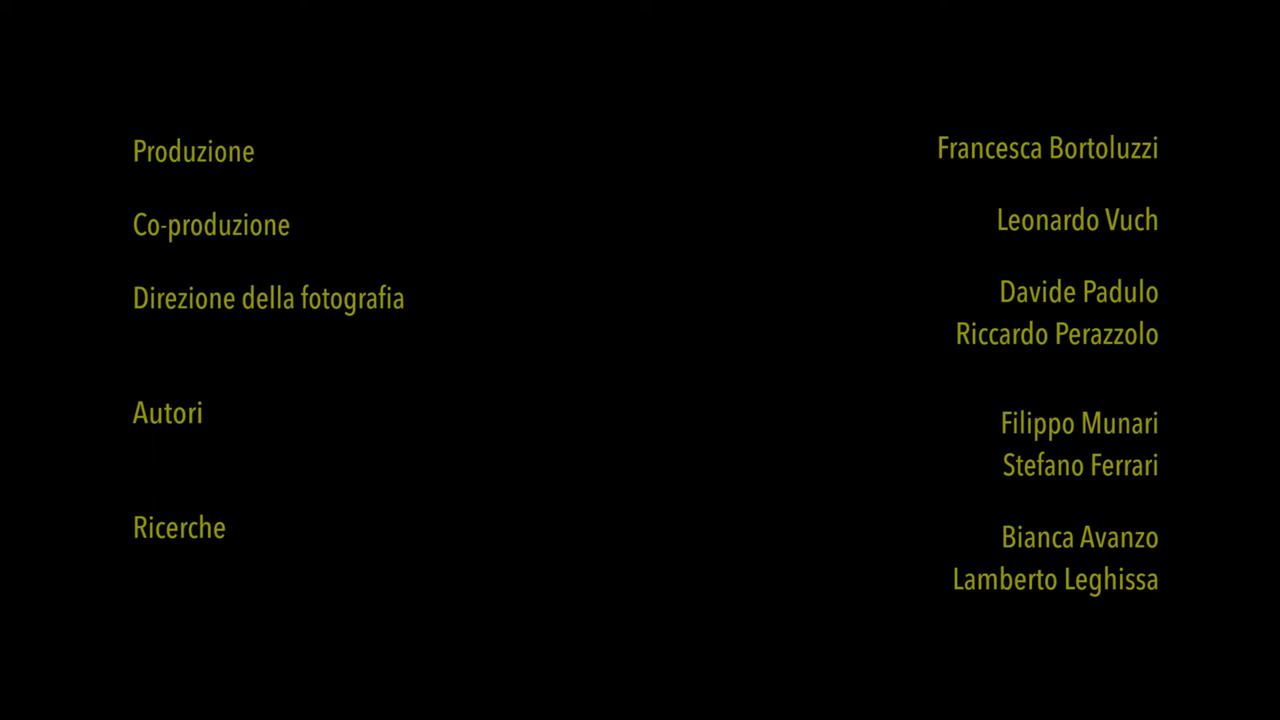 Produzione Francesca Bortoluzzi
Co-produzione Leonardo Vuch
Direzione della fotografia Davide Padulo
Riccardo Perazzolo
Autori Filippo Munari
Stefano Ferrari
Ricerche Bianca Avanzo
Lamberto Leghissa